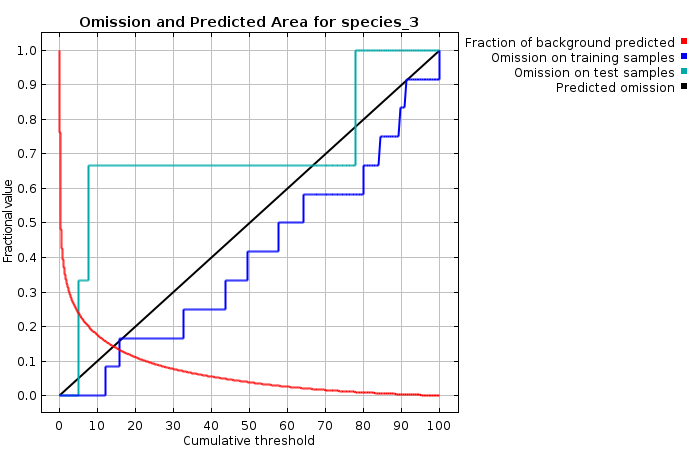 Omission and Predicted Area for species_3
Fraction of background predicted
Omission on training samples
Omission on test samples
Predicted omission
Fractional value
1.0
0.9
0.8
0.7
0.6
0.5
0.4
0.3
0.2
0.1
0.0
0 10 20 30 40 50 60 70 80 90 100
Cumulative threshold